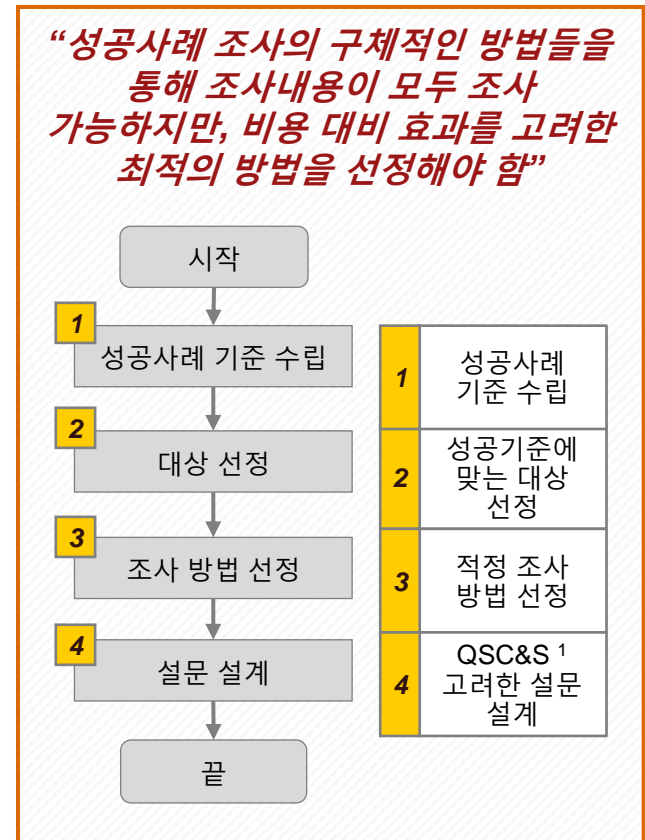 “성공사례 조사의 구체적인 방법들을
통해 조사내용이 모두 조사
가능하지만, 비용 대비 효과를 고려한
최적의 방법을 선정해야 함”
시작
1
성공사례 기준 수립
2
대상 선정
3
조사 방법 선정
4
설문 설계
끝
1
성공사례
기준 수립
2
성공기준에
맞는 대상
선정
3
적정 조사
방법 선정
4
QSC&S ¹
고려한 설문
설계